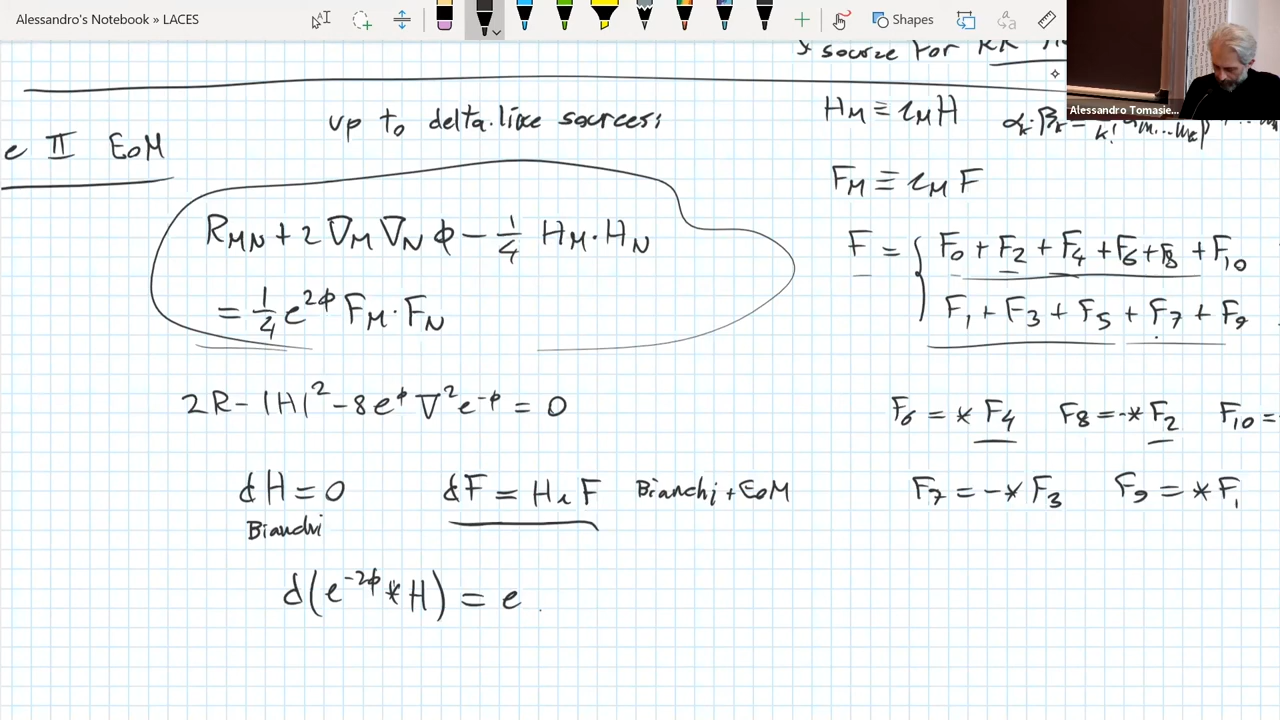 Alessandro's Notebook » LACES
Shapes
source for RR
Alessandro Tomasie...
e II EoM
up to delta-like sources:
H_M ≡ ι_M H
F_M ≡ ι_M F
R_MN + 2 ∇_M ∇_N ϕ − 1/4 H_M · H_N
= 1/4 e^{2ϕ} F_M · F_N
F = { F_0 + F_2 + F_4 + F_6 + F_8 + F_10
F_1 + F_3 + F_5 + F_7 + F_9
2R − |H|² − 8e^ϕ ∇² e^{−ϕ} = 0
F_6 = * F_4 F_8 = −* F_2 F_10 =
dH = 0 dF = H ∧ F Bianchi + EoM
Bianchi
F_7 = −* F_3 F_9 = * F_1
d(e^{−2ϕ} * H) = e